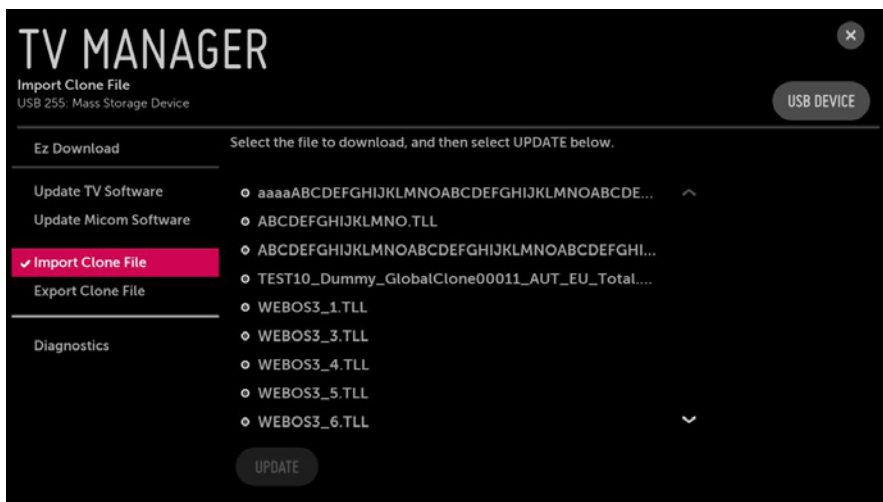 TV MANAGER
Import Clone File
USB 255: Mass Storage Device
USB DEVICE
Ez Download
Update TV Software
Update Micom Software
Import Clone File
Export Clone File
Diagnostics
Select the file to download, and then select UPDATE below.
aaaaABCDEFGHIJKLMNOABCDEFGHIJKLMNOABCDE...
ABCDEFGHIJKLMNO.TLL
ABCDEFGHIJKLMNOABCDEFGHIJKLMNOABCDEFGHI...
TEST10_Dummy_GlobalClone00011_AUT_EU_Total....
WEBOS3_1.TLL
WEBOS3_3.TLL
WEBOS3_4.TLL
WEBOS3_5.TLL
WEBOS3_6.TLL
UPDATE